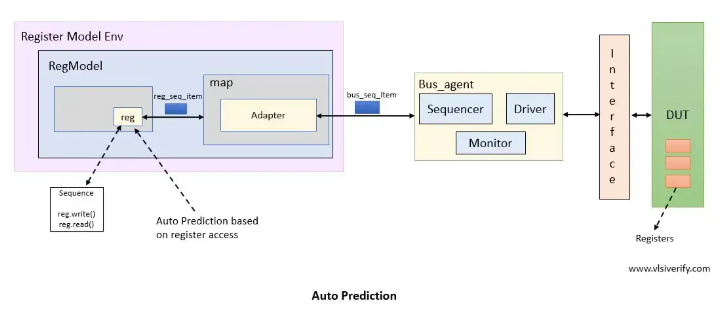 Register Model Env
RegModel
map
reg_seq_item
reg
Adapter
bus_seq_item
Bus_agent
Sequencer
Driver
Monitor
Interface
DUT
Sequence
reg.write()
reg.read()
Auto Prediction based
on register access
Registers
www.vlsiverify.com
Auto Prediction